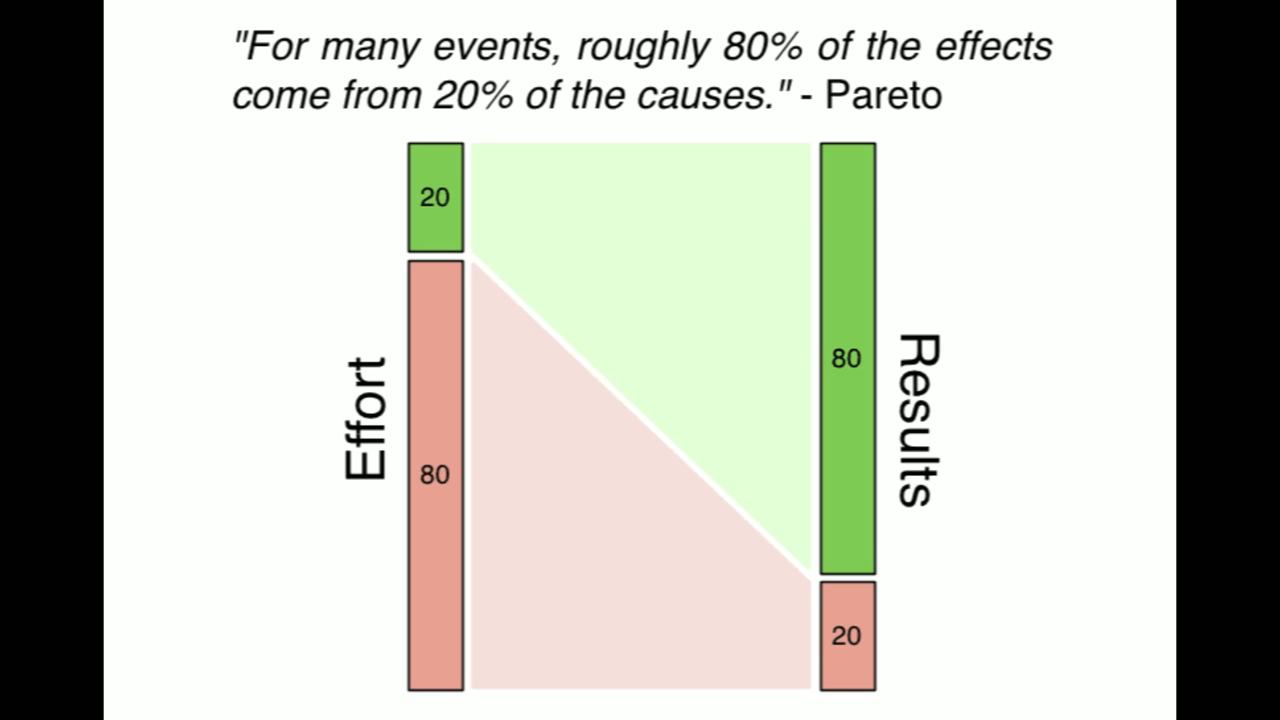 "For many events, roughly 80% of the effects
come from 20% of the causes." - Pareto
20
80
Effort
80
20
Results